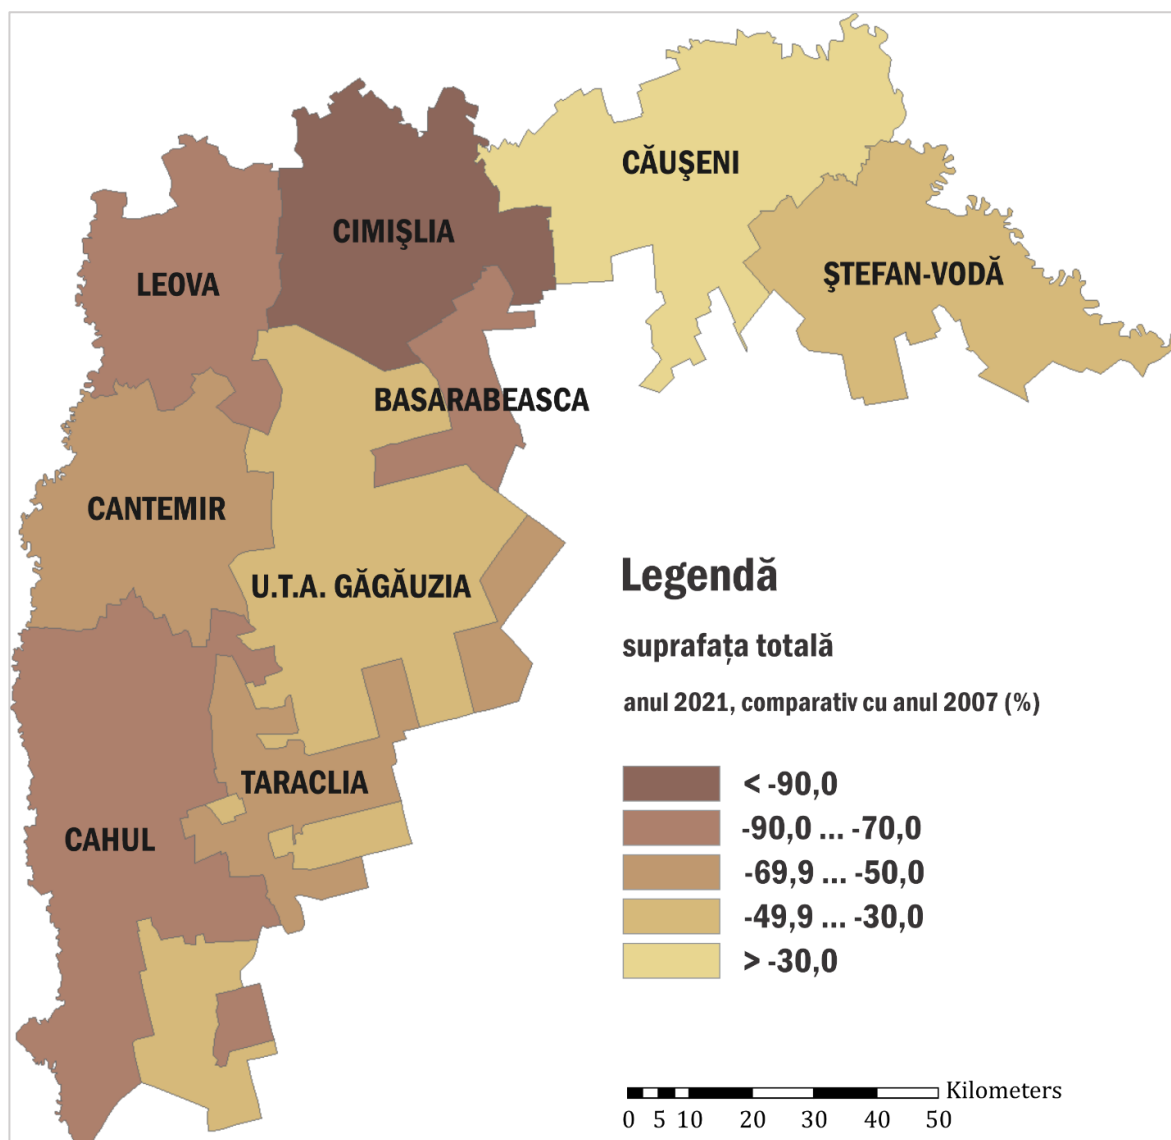 CĂUŞENI
CIMIŞLIA
ŞTEFAN-VODĂ
LEOVA
BASARABEASCA
CANTEMIR
U.T.A. GĂGĂUZIA
TARACLIA
CAHUL
Legendă
suprafața totală
anul 2021, comparativ cu anul 2007 (%)
< -90,0
-90,0 ... -70,0
-69,9 ... -50,0
-49,9 ... -30,0
> -30,0
Kilometers
0 5 10 20 30 40 50